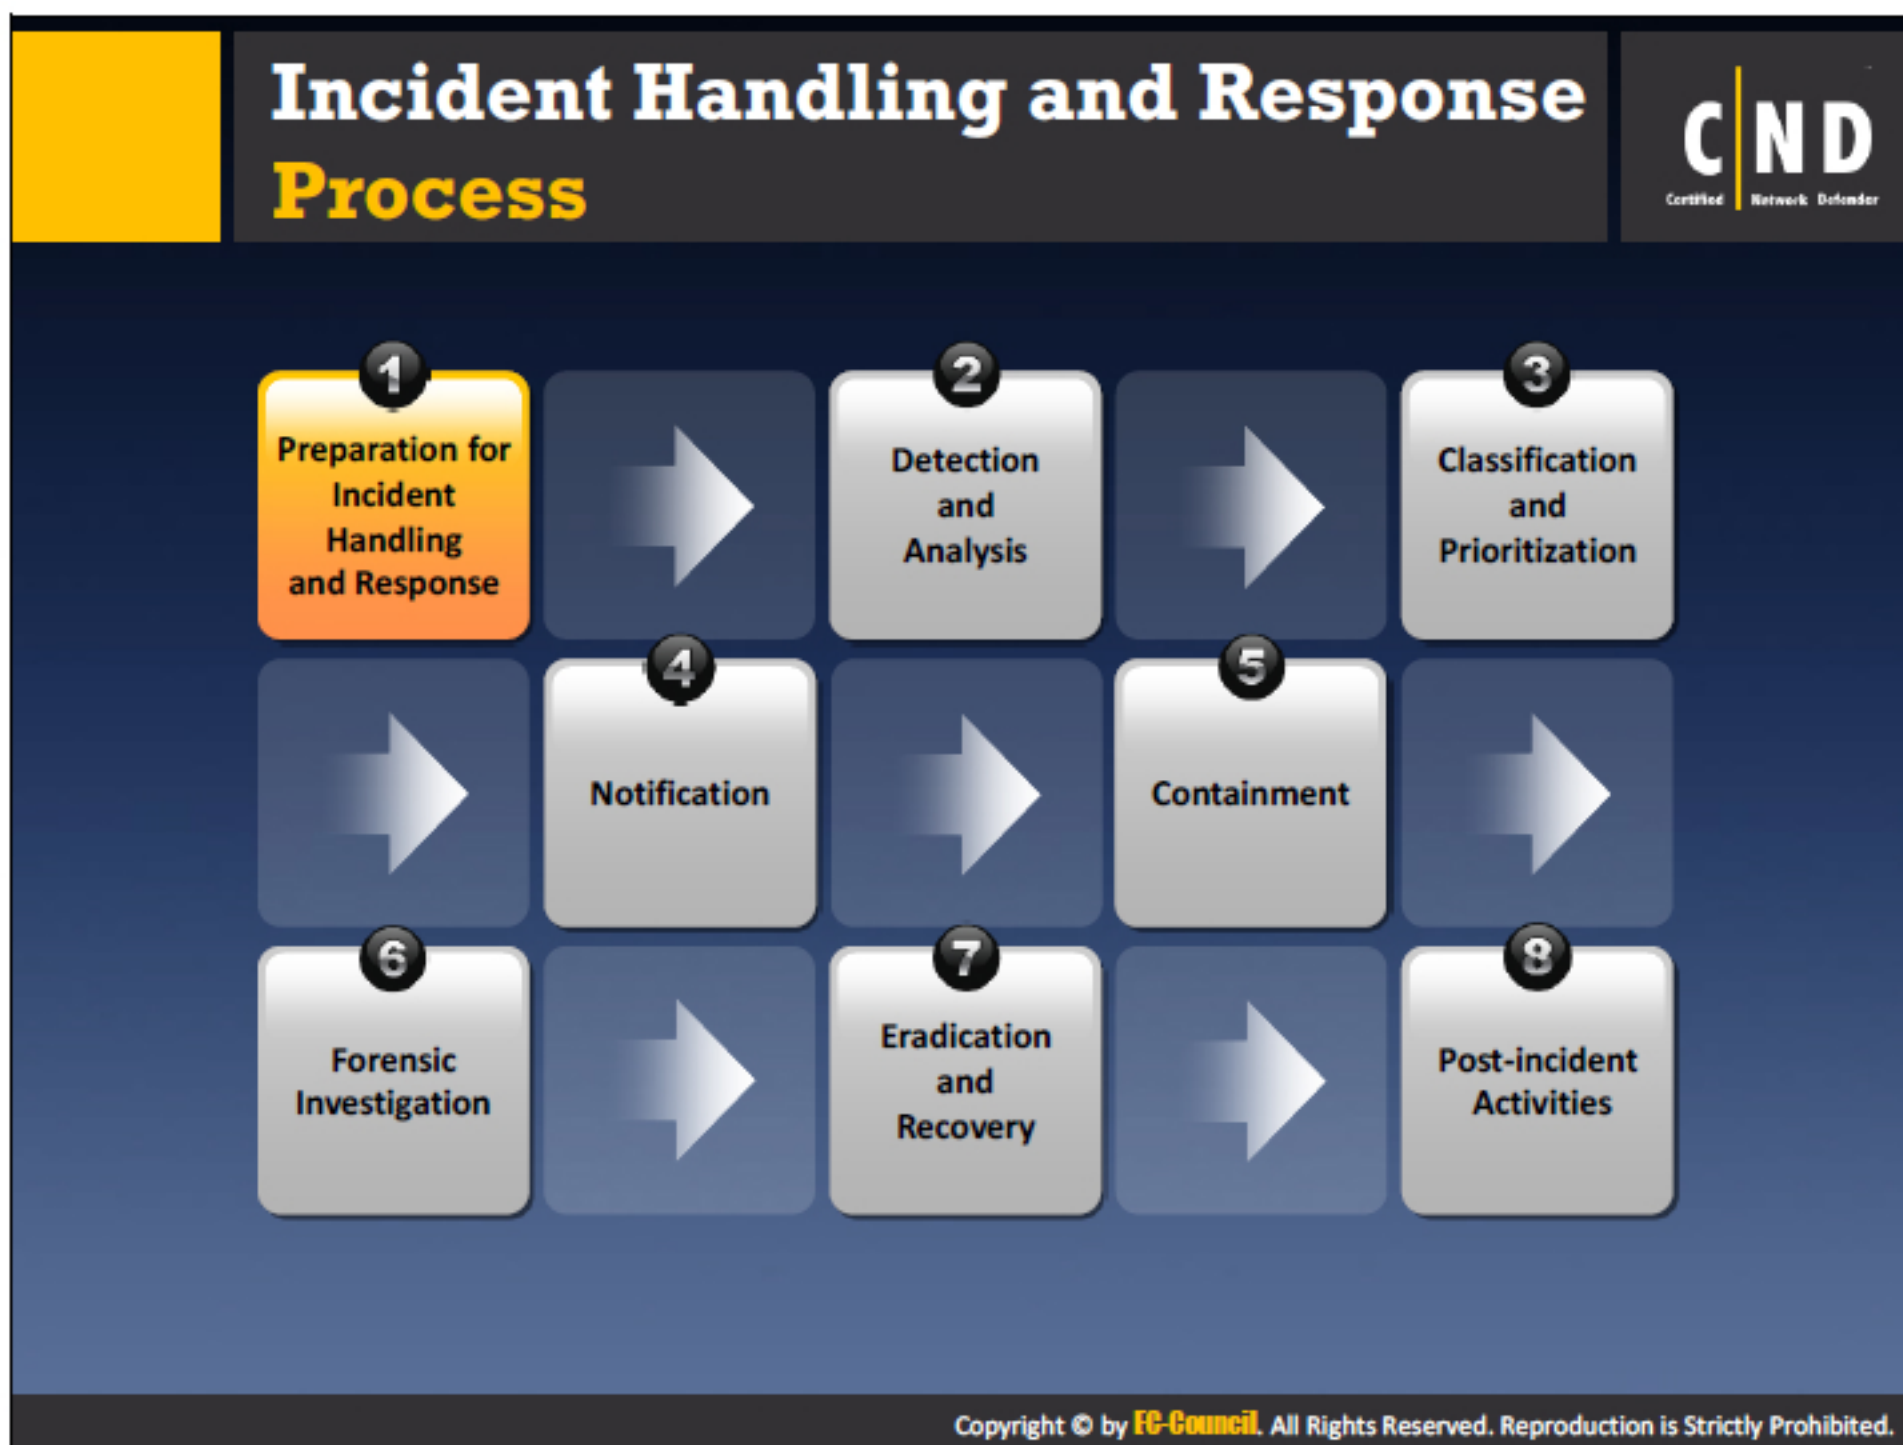 Incident Handling and Response
Process
C ND
Certified Network Defender
1
Preparation for
Incident
Handling
and Response
2
Detection
and
Analysis
3
Classification
and
Prioritization
4
Notification
5
Containment
6
Forensic
Investigation
7
Eradication
and
Recovery
8
Post-incident
Activities
Copyright © by EC-Council. All Rights Reserved. Reproduction is Strictly Prohibited.